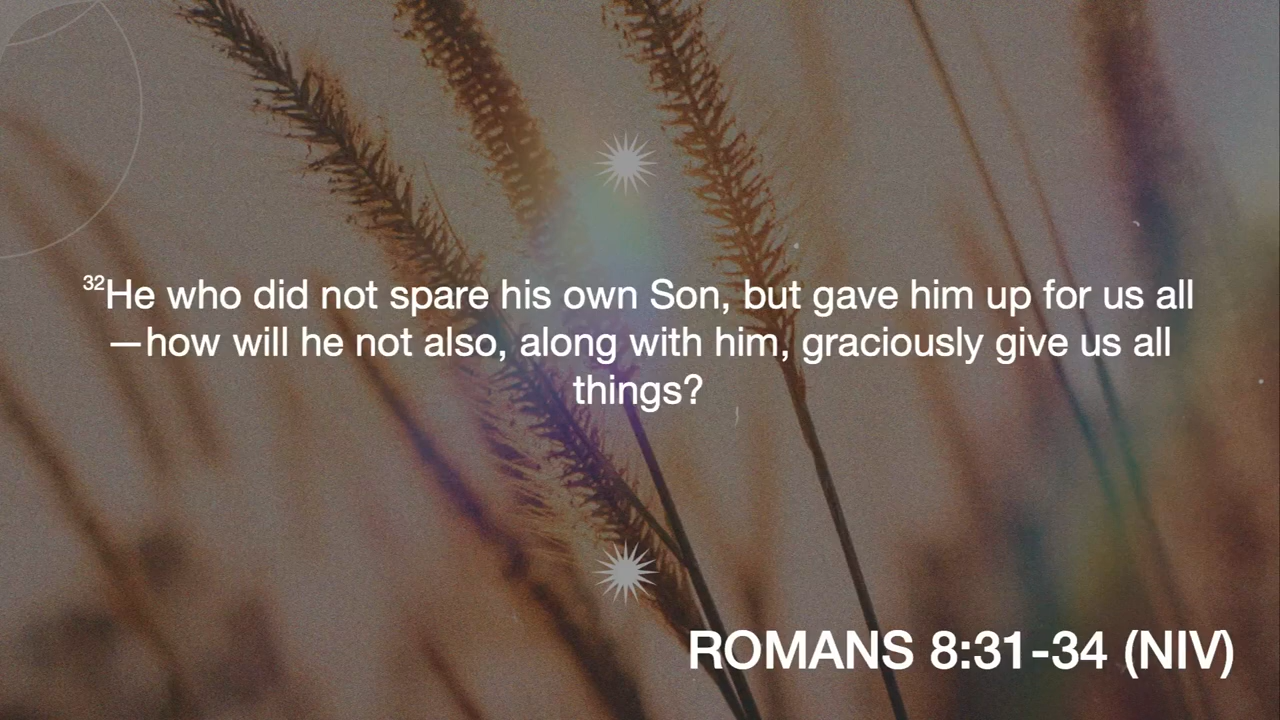 32He who did not spare his own Son, but gave him up for us all
—how will he not also, along with him, graciously give us all
things?
ROMANS 8:31-34 (NIV)